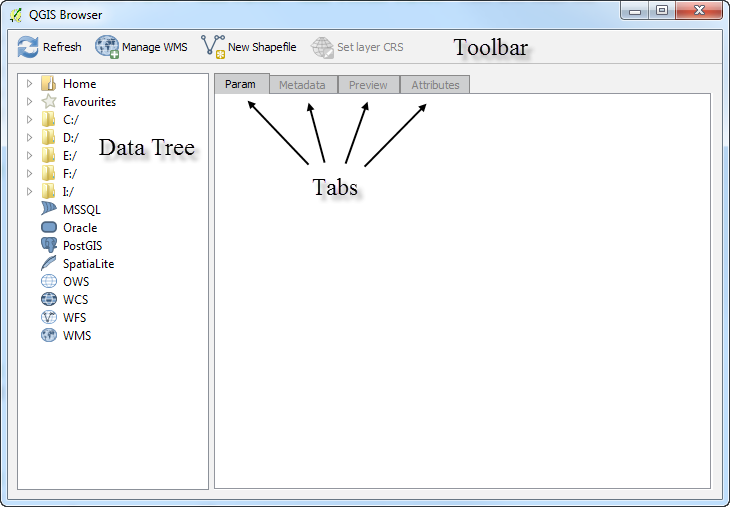 QGIS Browser
Refresh Manage WMS New Shapefile Set layer CRS Toolbar
Param Metadata Preview Attributes
Home
Favourites
C:/
D:/
E:/
F:/
I:/
MSSQL
Oracle
PostGIS
SpatiaLite
OWS
WCS
WFS
WMS
Data Tree
Tabs